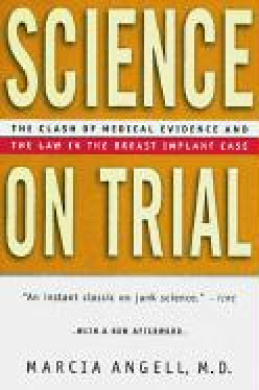 SCIENCE
THE CLASH OF MEDICAL EVIDENCE AND
THE LAW IN THE BREAST IMPLANT CASE
ON TRIAL
"An instant classic on junk science." —TIME
WITH A NEW AFTERWORD
MARCIA ANGELL, M.D.